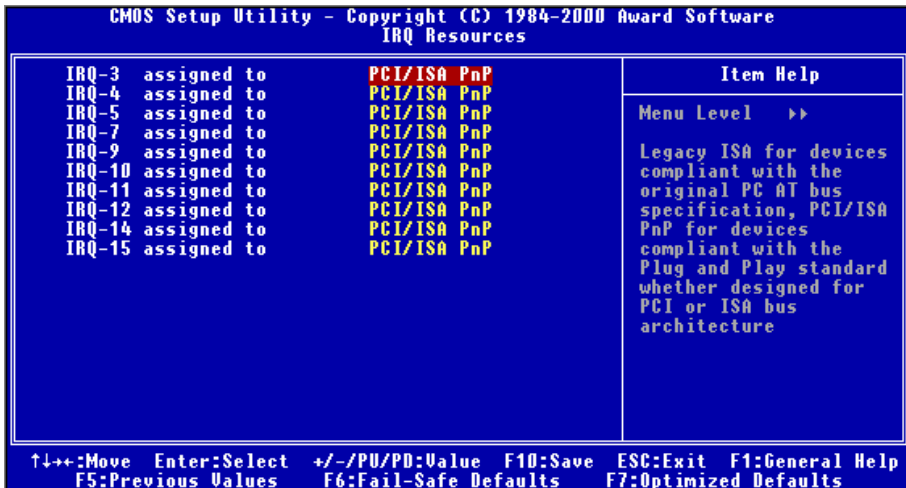 CMOS Setup Utility - Copyright (C) 1984-2000 Award Software
IRQ Resources
IRQ-3 assigned to PCI/ISA PnP
IRQ-4 assigned to PCI/ISA PnP
IRQ-5 assigned to PCI/ISA PnP
IRQ-7 assigned to PCI/ISA PnP
IRQ-9 assigned to PCI/ISA PnP
IRQ-10 assigned to PCI/ISA PnP
IRQ-11 assigned to PCI/ISA PnP
IRQ-12 assigned to PCI/ISA PnP
IRQ-14 assigned to PCI/ISA PnP
IRQ-15 assigned to PCI/ISA PnP
Item Help
Menu Level ▸▸
Legacy ISA for devices
compliant with the
original PC AT bus
specification, PCI/ISA
PnP for devices
compliant with the
Plug and Play standard
whether designed for
PCI or ISA bus
architecture
↑↓→←:Move Enter:Select +/-/PU/PD:Value F10:Save ESC:Exit F1:General Help
F5:Previous Values F6:Fail-Safe Defaults F7:Optimized Defaults